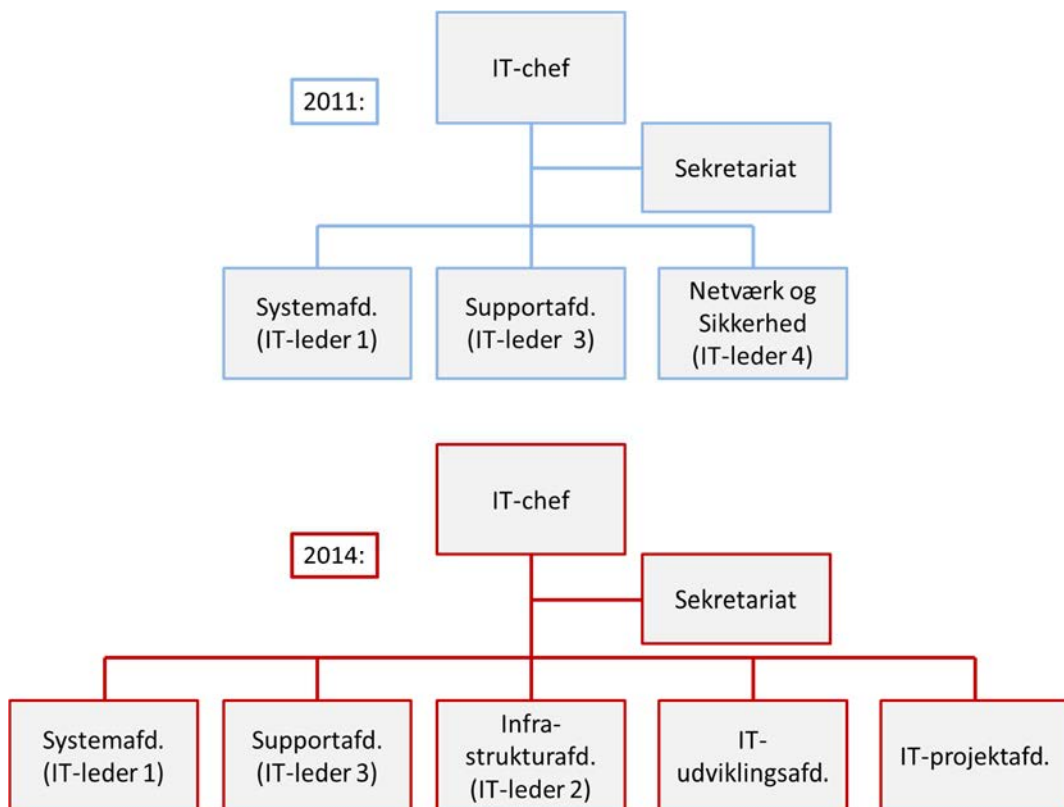 IT-chef
2011:
Sekretariat
Systemafd.
(IT-leder 1)
Supportafd.
(IT-leder 3)
Netværk og
Sikkerhed
(IT-leder 4)
IT-chef
2014:
Sekretariat
Systemafd.
(IT-leder 1)
Supportafd.
(IT-leder 3)
Infra-
strukturafd.
(IT-leder 2)
IT-
udviklingsafd.
IT-projektafd.